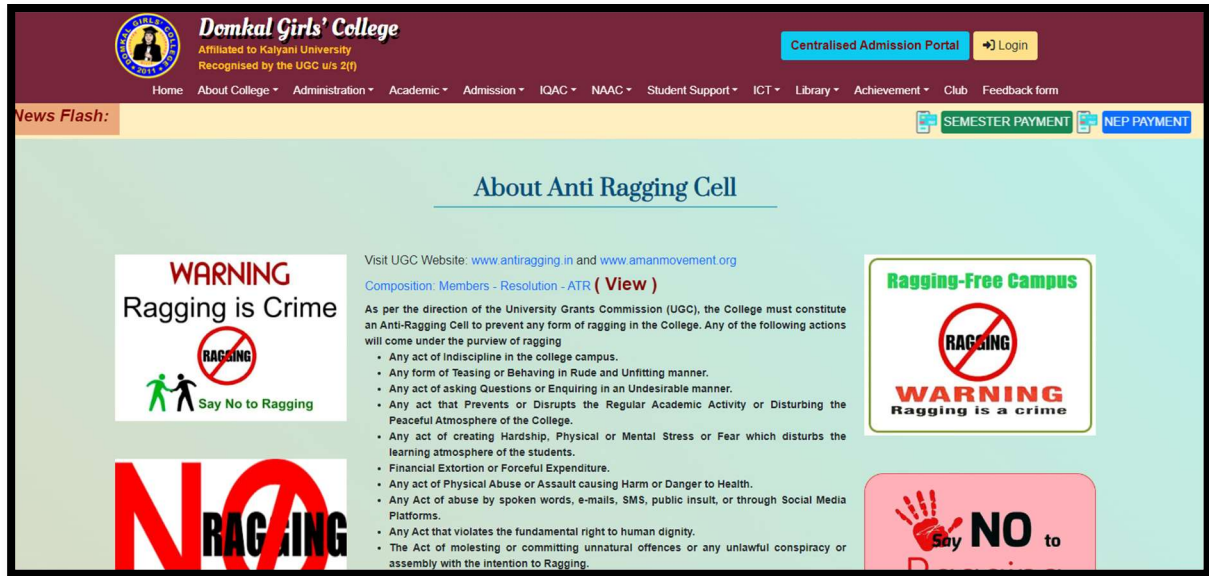 Domkal Girls' College
Affiliated to Kalyani University
Recognised by the UGC u/s 2(f)
Centralised Admission Portal
Login
DOMKAL GIRLS' COLLEGE
2011
Home About College Administration Academic Admission IQAC NAAC Student Support ICT Library Achievement Club Feedback form
News Flash:
SEMESTER PAYMENT
NEP PAYMENT
About Anti Ragging Cell
WARNING
Ragging is Crime
RAGGING
Say No to Ragging
NO
RAGGING
Visit UGC Website: www.antiragging.in and www.amanmovement.org
Composition: Members - Resolution - ATR ( View )
As per the direction of the University Grants Commission (UGC), the College must constitute
an Anti-Ragging Cell to prevent any form of ragging in the College. Any of the following actions
will come under the purview of ragging
• Any act of Indiscipline in the college campus.
• Any form of Teasing or Behaving in Rude and Unfitting manner.
• Any act of asking Questions or Enquiring in an Undesirable manner.
• Any act that Prevents or Disrupts the Regular Academic Activity or Disturbing the
Peaceful Atmosphere of the College.
• Any act of creating Hardship, Physical or Mental Stress or Fear which disturbs the
learning atmosphere of the students.
• Financial Extortion or Forceful Expenditure.
• Any act of Physical Abuse or Assault causing Harm or Danger to Health.
• Any Act of abuse by spoken words, e-mails, SMS, public insult, or through Social Media
Platforms.
• Any Act that violates the fundamental right to human dignity.
• The Act of molesting or committing unnatural offences or any unlawful conspiracy or
assembly with the intention to Ragging.
Ragging-Free Campus
RAGGING
WARNING
Ragging is a crime
Say NO to